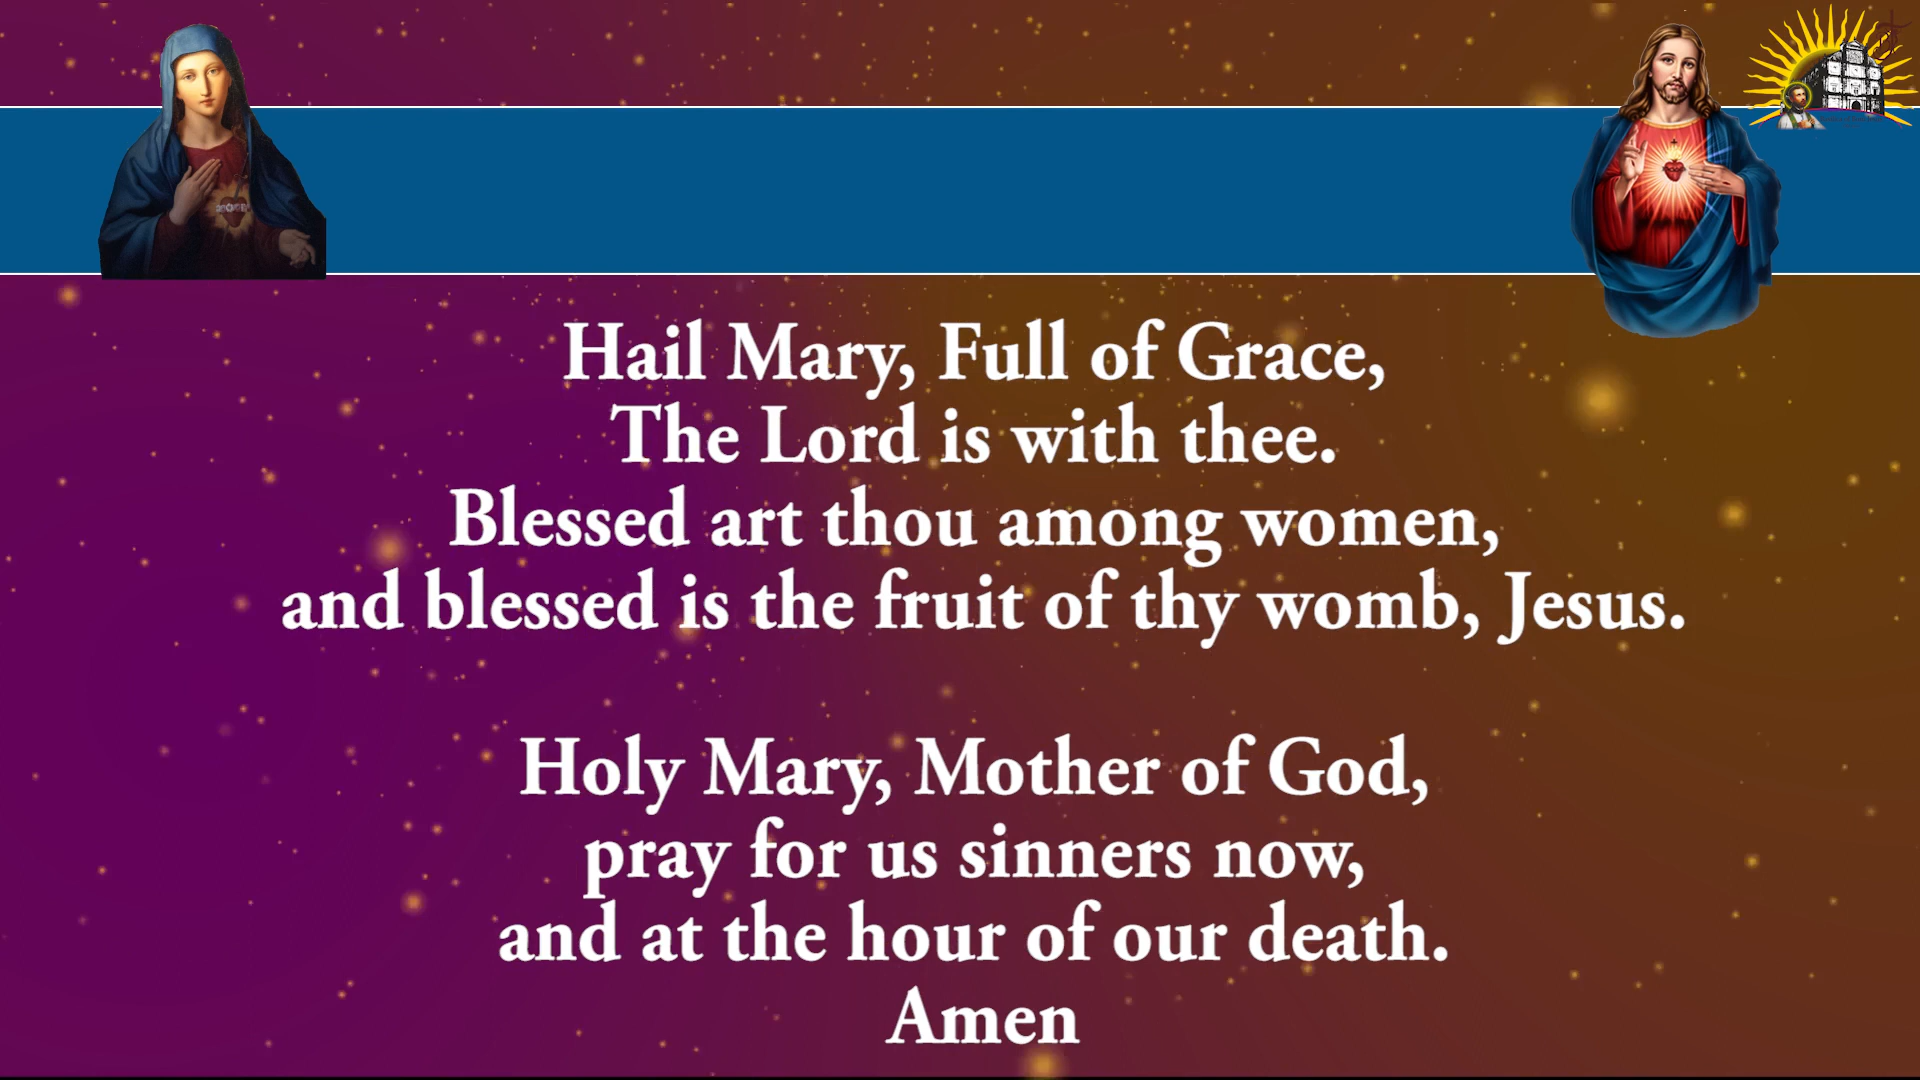 Hail Mary, Full of Grace,
The Lord is with thee.
Blessed art thou among women,
and blessed is the fruit of thy womb, Jesus.
Holy Mary, Mother of God,
pray for us sinners now,
and at the hour of our death.
Amen